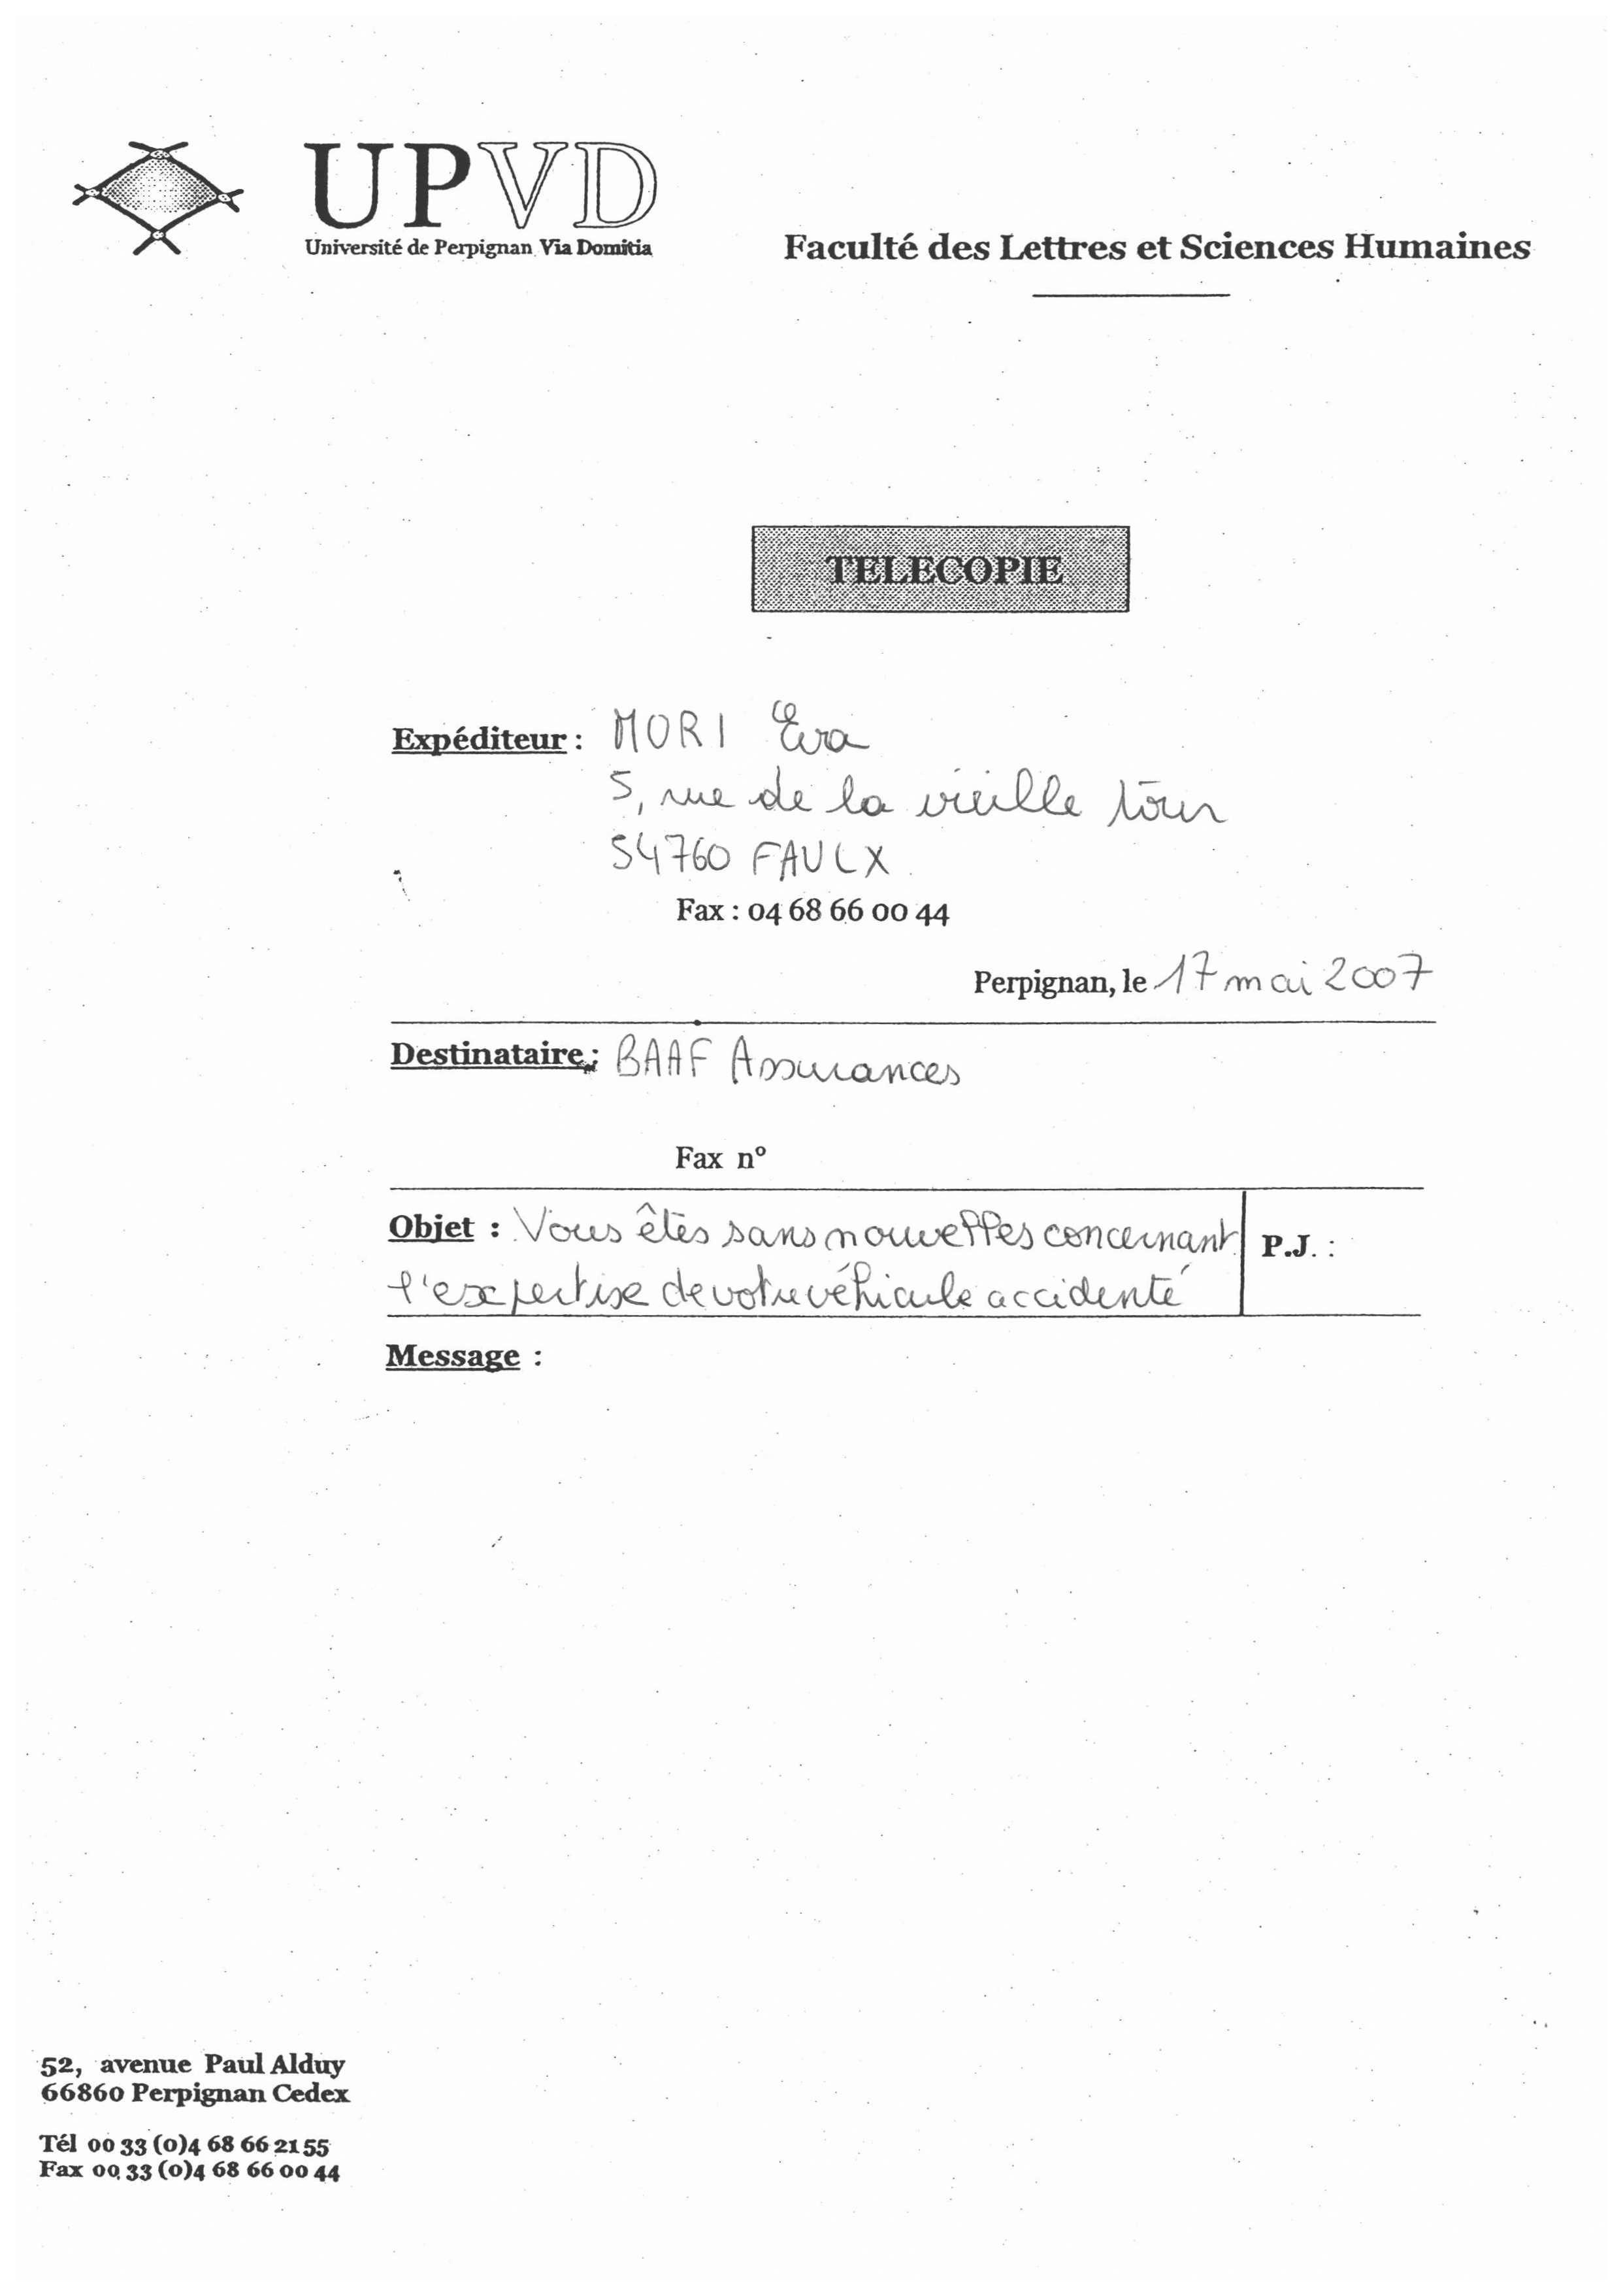 UPVD
Université de Perpignan Via Domitia
Faculté des Lettres et Sciences Humaines
TELECOPIE
Expéditeur : MORI Eva
5, rue de la vieille tour
54760 FAULX
Fax : 04 68 66 00 44
Perpignan, le 17 mai 2007
Destinataire : BAAF Assurances
Fax n°
Objet : Vous êtes sans nouvelles concernant
P.J. :
l'expertise de votre véhicule accidenté
Message :
52, avenue Paul Alduy
66860 Perpignan Cedex
Tél 00 33 (0)4 68 66 21 55
Fax 00 33 (0)4 68 66 00 44